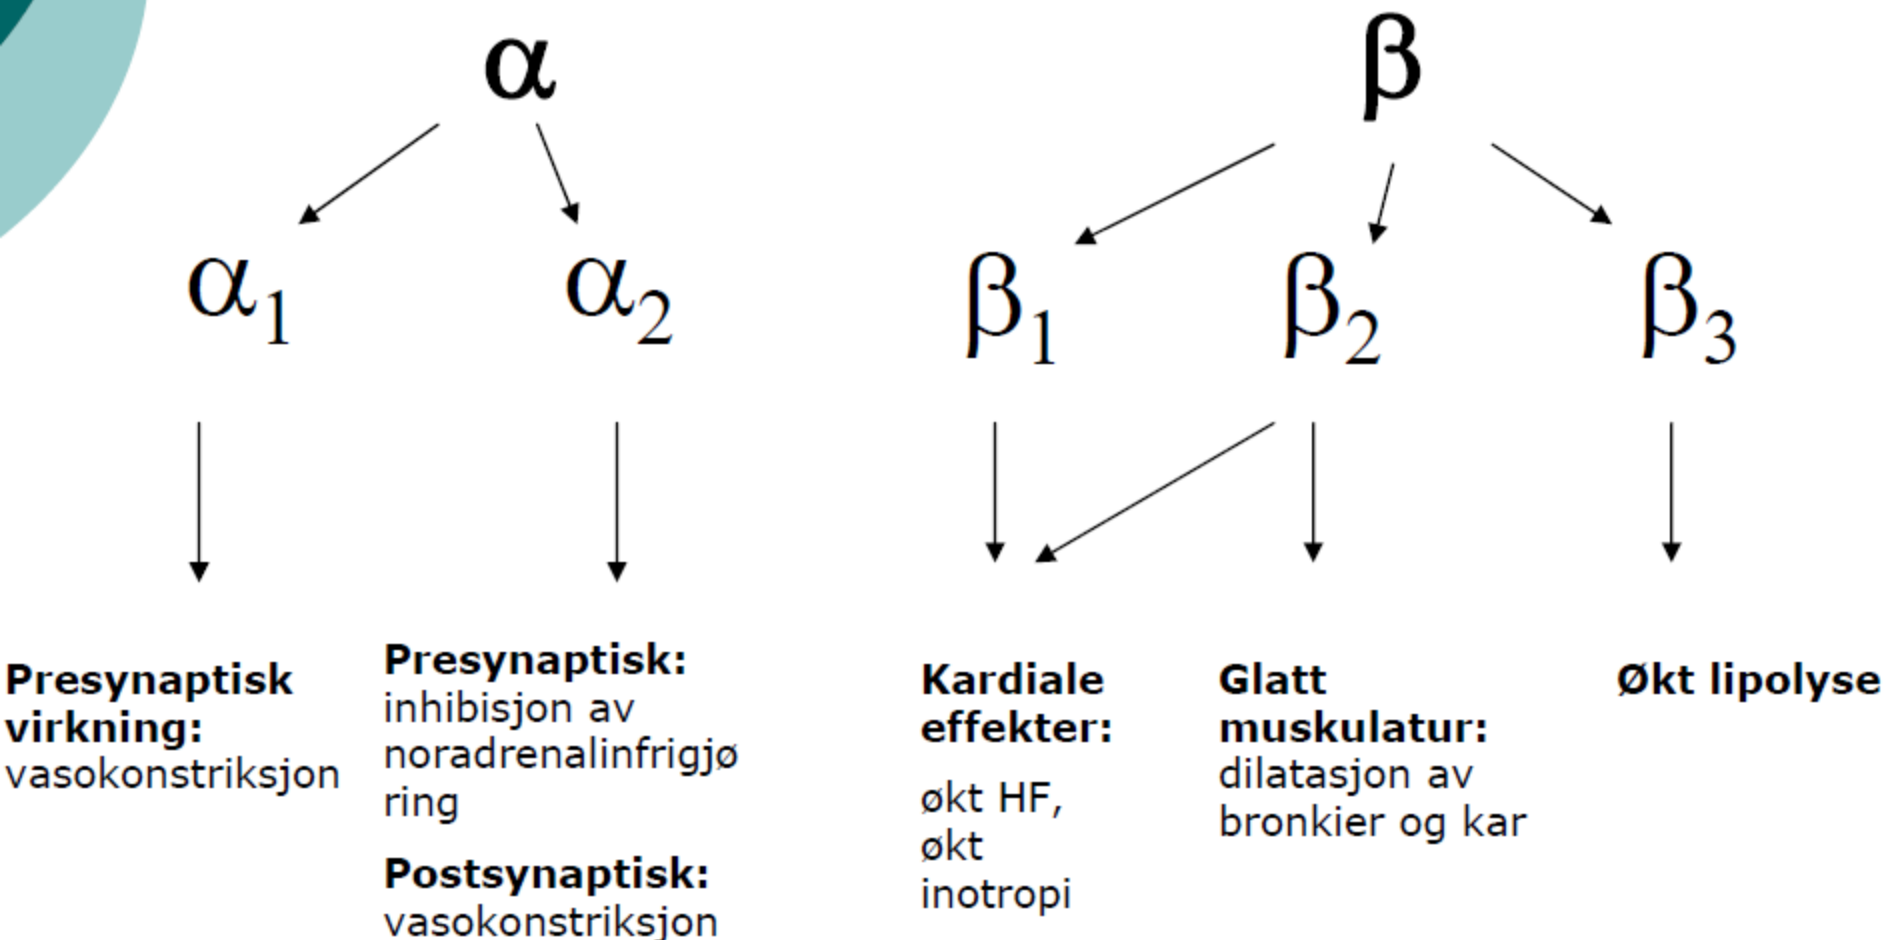 α
β
α1
α2
β1
β2
β3
Presynaptisk
virkning:
vasokonstriksjon
Presynaptisk:
inhibisjon av
noradrenalinfrigjø
ring
Postsynaptisk:
vasokonstriksjon
Kardiale
effekter:
økt HF,
økt
inotropi
Glatt
muskulatur:
dilatasjon av
bronkier og kar
Økt lipolyse